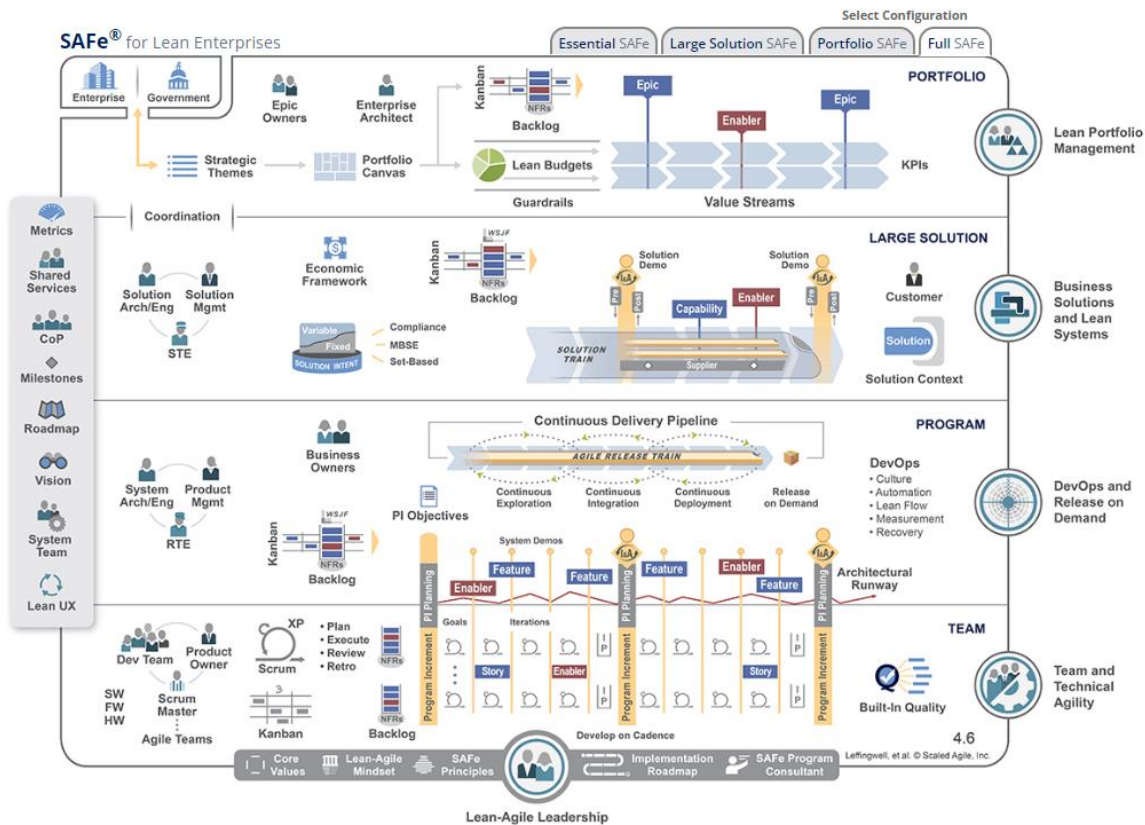 Select Configuration
SAFe® for Lean Enterprises
Essential SAFe
Large Solution SAFe
Portfolio SAFe
Full SAFe
PORTFOLIO
Enterprise
Government
Epic
Owners
Enterprise
Architect
Kanban
NFRs
Backlog
Epic
Enabler
Epic
Lean Portfolio
Management
Strategic
Themes
Portfolio
Canvas
Lean Budgets
KPIs
Guardrails
Value Streams
Coordination
Metrics
Shared
Services
CoP
Milestones
Roadmap
Vision
System
Team
Lean UX
LARGE SOLUTION
Solution
Arch/Eng
Solution
Mgmt
STE
Economic
Framework
Kanban
WSJF
NFRs
Backlog
Variable
Fixed
SOLUTION INTENT
Compliance
MBSE
Set-Based
Solution
Demo
I&A
Pre
Post
Capability
Enabler
Solution
Demo
I&A
Pre
Post
SOLUTION
TRAIN
Supplier
Customer
Solution
Solution Context
Business
Solutions
and Lean
Systems
PROGRAM
System
Arch/Eng
Product
Mgmt
RTE
Business
Owners
Kanban
WSJF
NFRs
Backlog
Continuous Delivery Pipeline
AGILE RELEASE TRAIN
Continuous
Exploration
Continuous
Integration
Continuous
Deployment
Release
on Demand
DevOps
• Culture
• Automation
• Lean Flow
• Measurement
• Recovery
DevOps and
Release on
Demand
PI Objectives
System Demos
PI Planning
Enabler
Feature
Feature
I&A
PI Planning
Feature
Enabler
Feature
I&A
PI Planning
Architectural
Runway
TEAM
Dev Team
Product
Owner
Scrum
Master
Agile Teams
SW
FW
HW
XP
Scrum
• Plan
• Execute
• Review
• Retro
NFRs
3
Kanban
NFRs
Backlog
Program Increment
Goals
Iterations
Story
Enabler
I
P
I
P
Program Increment
Story
I
P
I
P
Program Increment
Develop on Cadence
Built-In Quality
Team and
Technical
Agility
4.6
Leffingwell, et al. © Scaled Agile, Inc.
Core
Values
Lean-Agile
Mindset
SAFe
Principles
Implementation
Roadmap
SAFe Program
Consultant
Lean-Agile Leadership